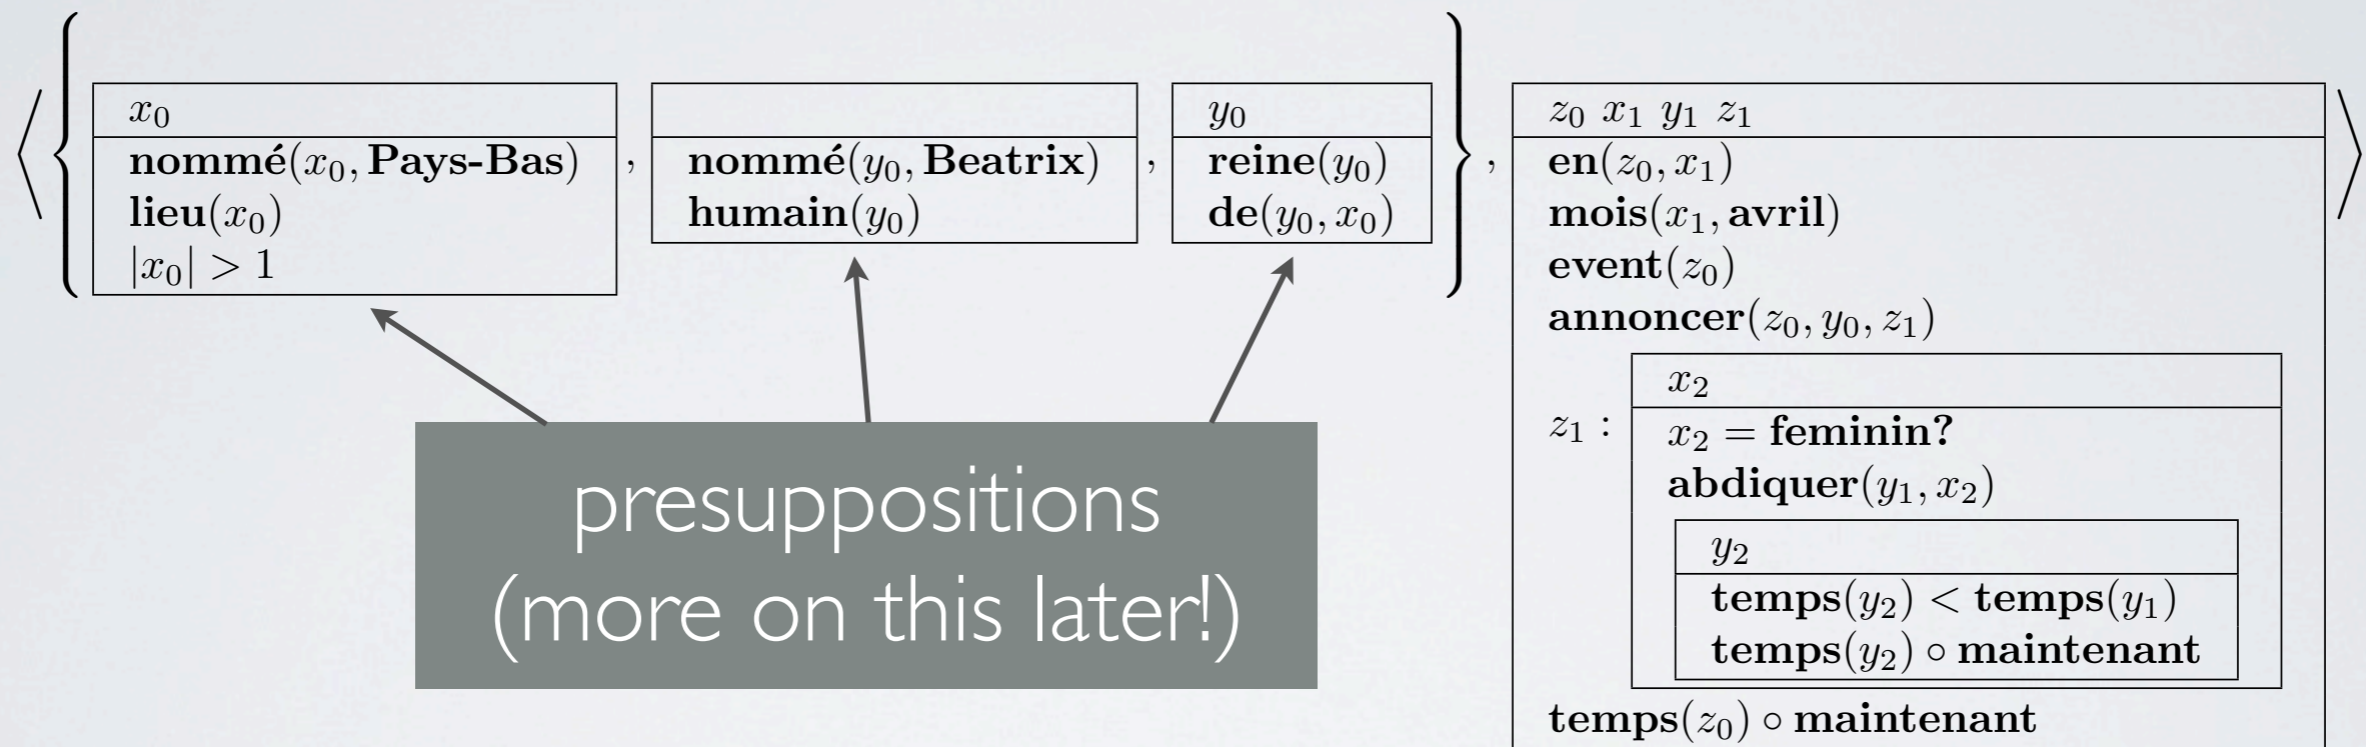 x₀
nommé(x₀, Pays-Bas)
lieu(x₀)
|x₀| > 1
,
nommé(y₀, Beatrix)
humain(y₀)
,
y₀
reine(y₀)
de(y₀, x₀)
,
z₀ x₁ y₁ z₁
en(z₀, x₁)
mois(x₁, avril)
event(z₀)
annoncer(z₀, y₀, z₁)
z₁ :
x₂
x₂ = feminin?
abdiquer(y₁, x₂)
y₂
temps(y₂) < temps(y₁)
temps(y₂) ∘ maintenant
temps(z₀) ∘ maintenant
presuppositions
(more on this later!)